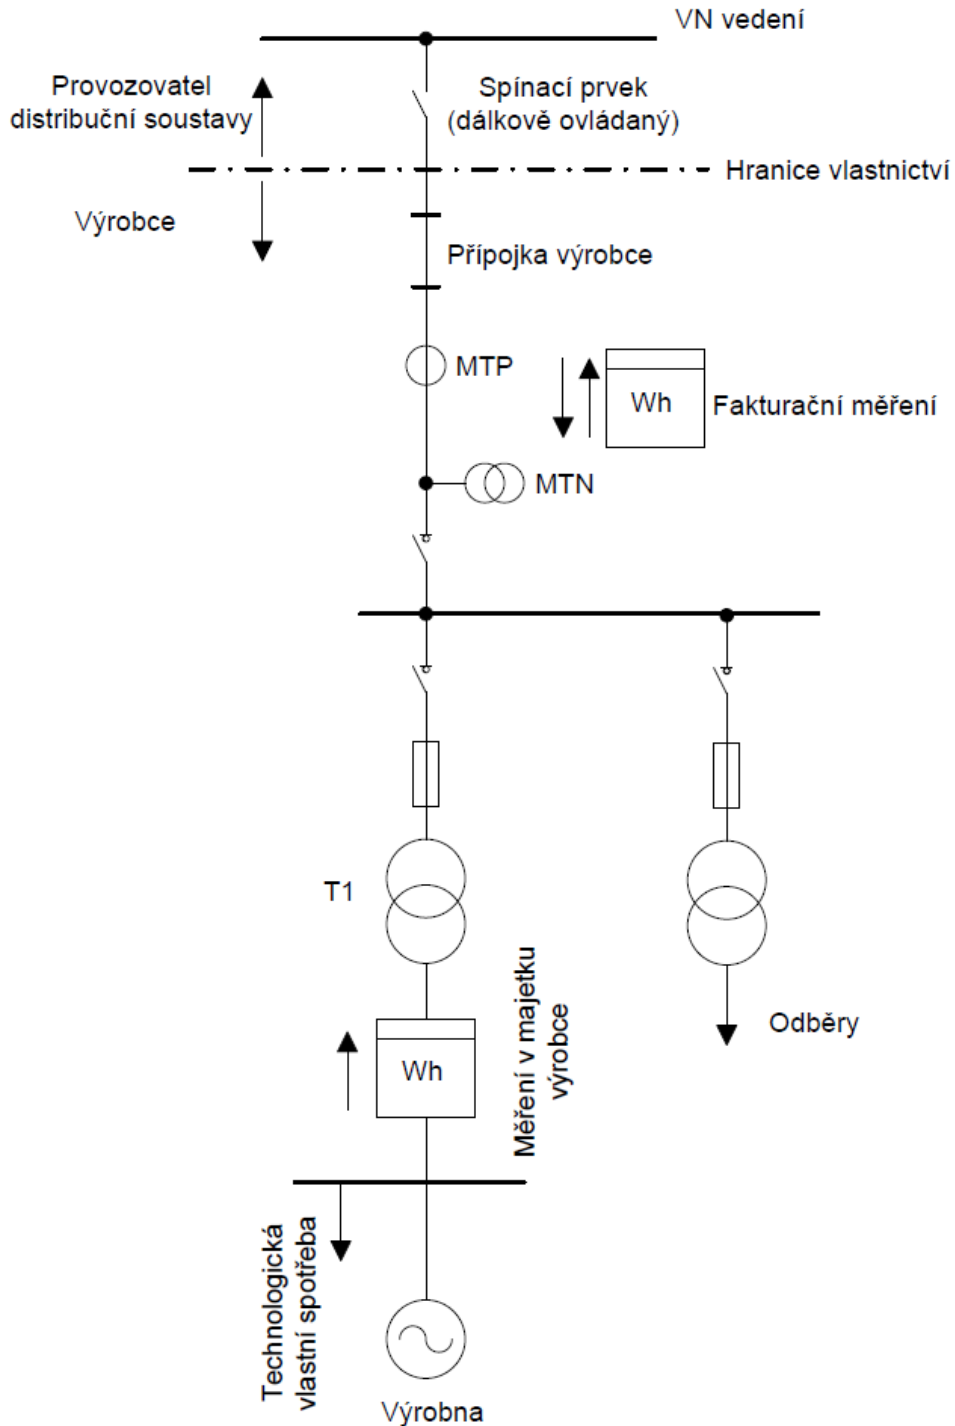 VN vedení
Provozovatel
distribuční soustavy
Spínací prvek
(dálkově ovládaný)
Hranice vlastnictví
Výrobce
Přípojka výrobce
MTP
Wh
Fakturační měření
MTN
T1
Měření v majetku
výrobce
Wh
Odběry
Technologická
vlastní spotřeba
Výrobna